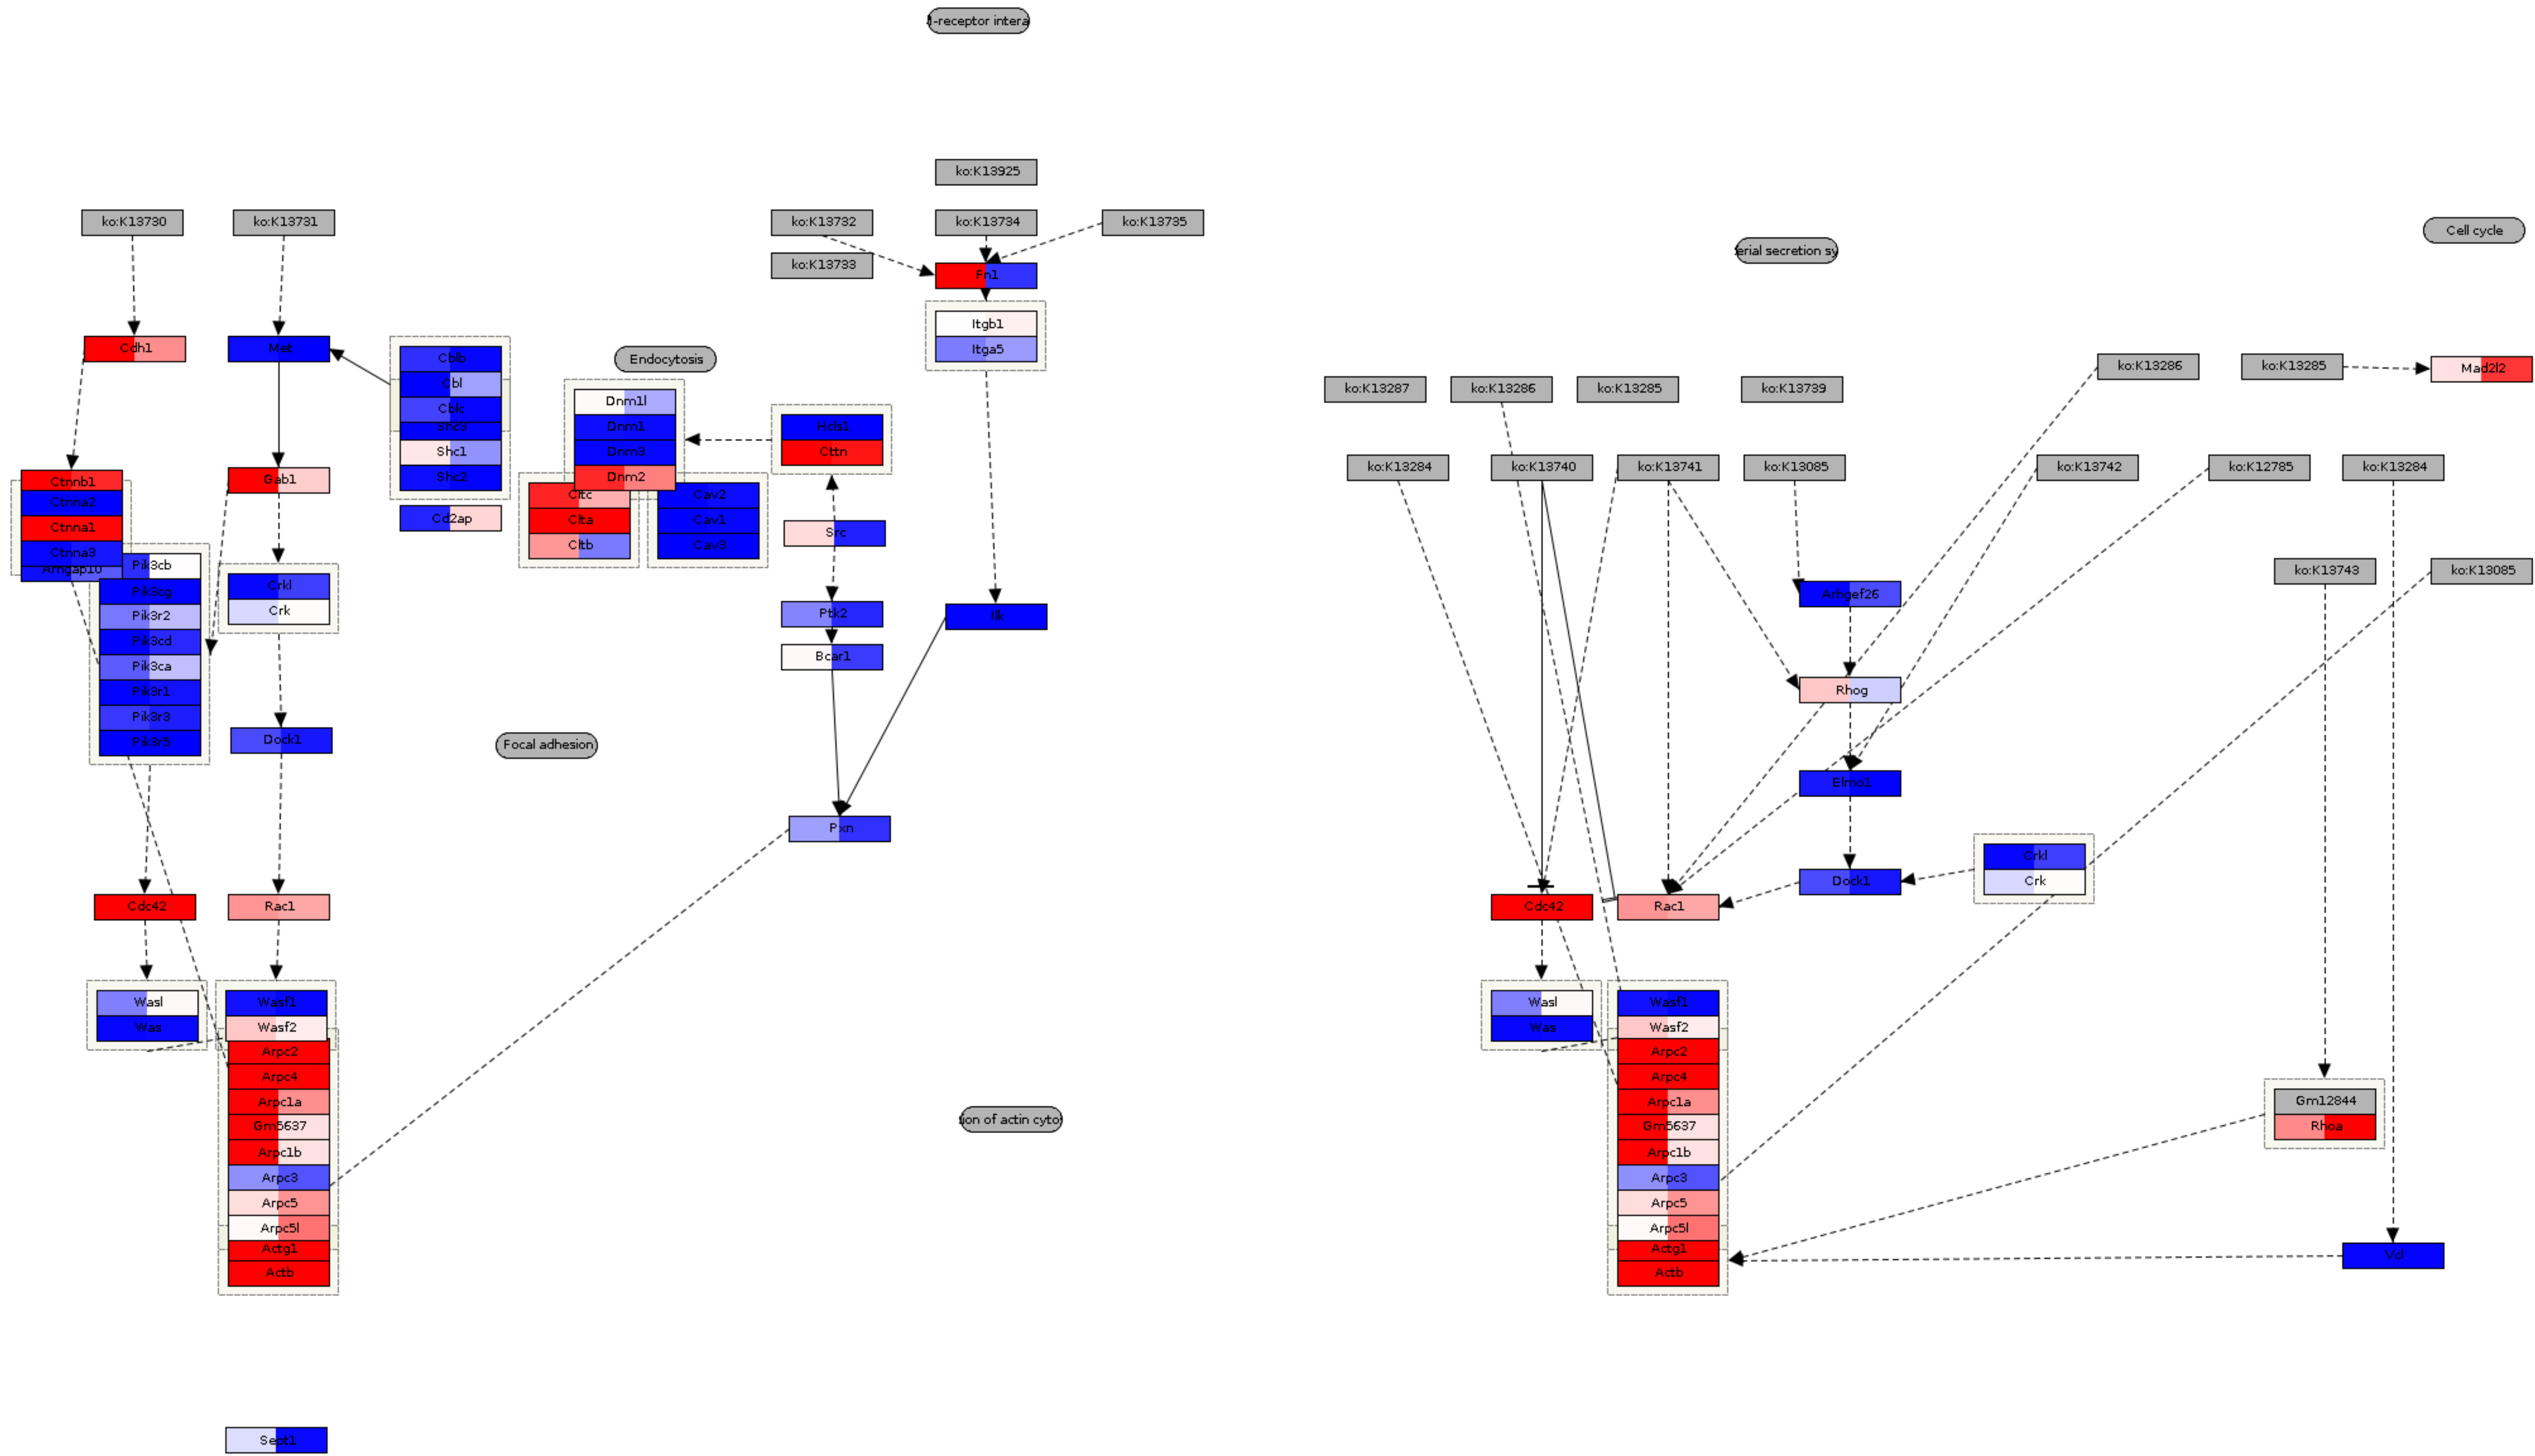 l-receptor intera
ko:K13925
ko:K13730
ko:K13731
ko:K13732
ko:K13734
ko:K13735
Cell cycle
erial secretion sy
ko:K13733
Fn1
Itgb1
Itga5
Cdh1
Met
Cblb
Cbl
Cblc
Shc3
Shc1
Shc2
Cd2ap
Endocytosis
Dnm1l
Dnm1
Dnm3
Dnm2
Cltc
Clta
Cltb
Cav2
Cav1
Cav3
Hcls1
Cttn
Src
Ptk2
Bcar1
Ilk
Ctnnb1
Ctnna2
Ctnna1
Ctnna3
Arhgap10
Gab1
Pik3cb
Pik3cg
Pik3r2
Pik3cd
Pik3ca
Pik3r1
Pik3r3
Pik3r5
Crkl
Crk
Dock1
Focal adhesion
Pxn
Cdc42
Rac1
Wasl
Was
Wasf1
Wasf2
Arpc2
Arpc4
Arpc1a
Gm5637
Arpc1b
Arpc3
Arpc5
Arpc5l
Actg1
Actb
ion of actin cyto
Sept1
ko:K13287
ko:K13286
ko:K13285
ko:K13739
ko:K13286
ko:K13285
Mad2l2
ko:K13284
ko:K13740
ko:K13741
ko:K13085
ko:K13742
ko:K12785
ko:K13284
ko:K13743
ko:K13085
Arhgef26
Rhog
Elmo1
Dock1
Crkl
Crk
Cdc42
Rac1
Wasl
Was
Wasf1
Wasf2
Arpc2
Arpc4
Arpc1a
Gm5637
Arpc1b
Arpc3
Arpc5
Arpc5l
Actg1
Actb
Gm12844
Rhoa
Vcl